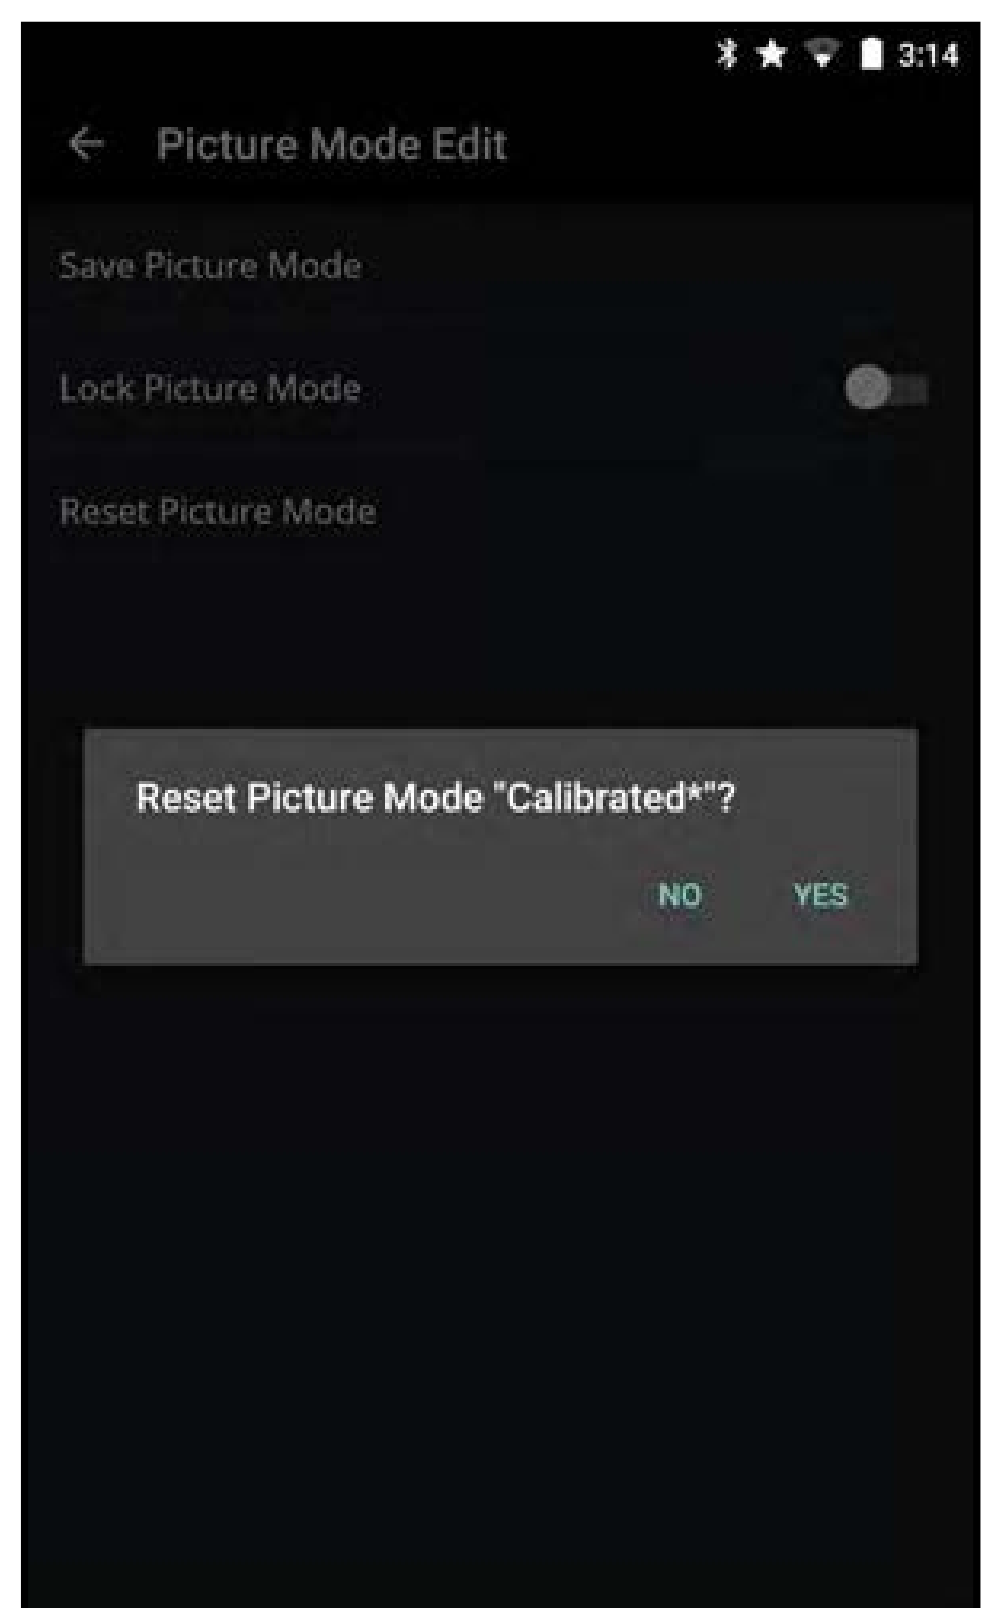 3:14
Picture Mode Edit
Save Picture Mode
Lock Picture Mode
Reset Picture Mode
Reset Picture Mode "Calibrated*"?
NO YES